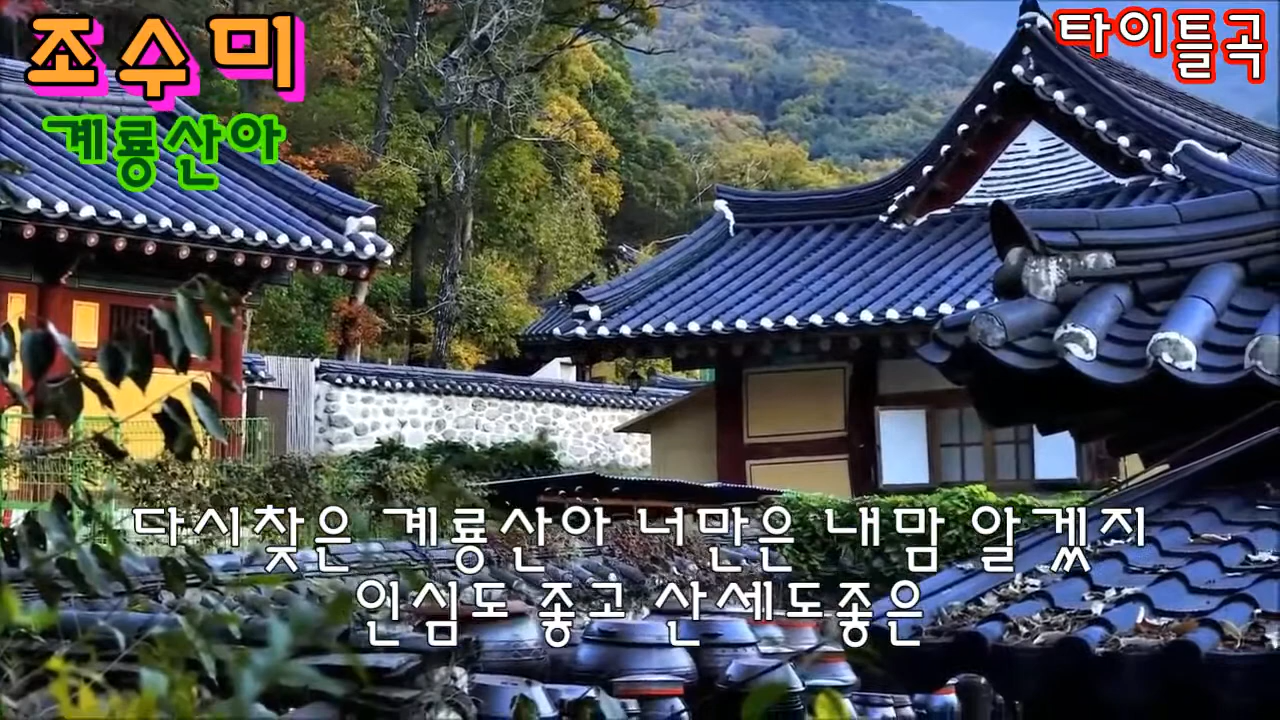 조수미
타이틀곡
계룡산아
다시찾은 계룡산아 너만은 내맘 알겠지
인심도좋고 산세도좋은